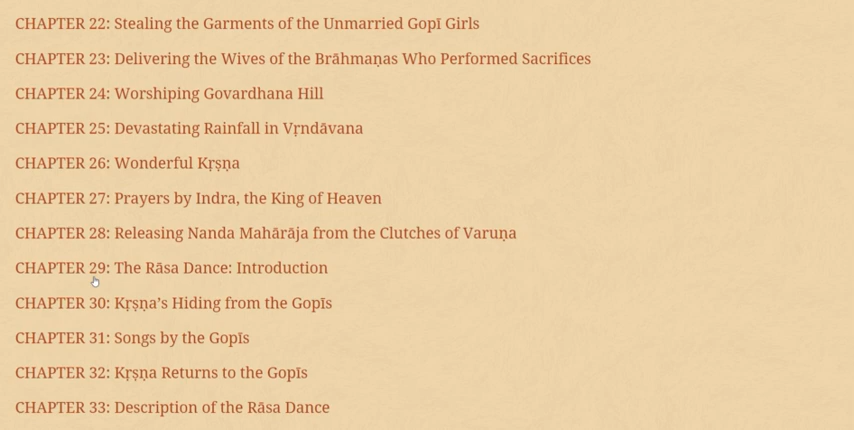 CHAPTER 22: Stealing the Garments of the Unmarried Gopī Girls
CHAPTER 23: Delivering the Wives of the Brāhmaṇas Who Performed Sacrifices
CHAPTER 24: Worshiping Govardhana Hill
CHAPTER 25: Devastating Rainfall in Vṛndāvana
CHAPTER 26: Wonderful Kṛṣṇa
CHAPTER 27: Prayers by Indra, the King of Heaven
CHAPTER 28: Releasing Nanda Mahārāja from the Clutches of Varuṇa
CHAPTER 29: The Rāsa Dance: Introduction
CHAPTER 30: Kṛṣṇa’s Hiding from the Gopīs
CHAPTER 31: Songs by the Gopīs
CHAPTER 32: Kṛṣṇa Returns to the Gopīs
CHAPTER 33: Description of the Rāsa Dance